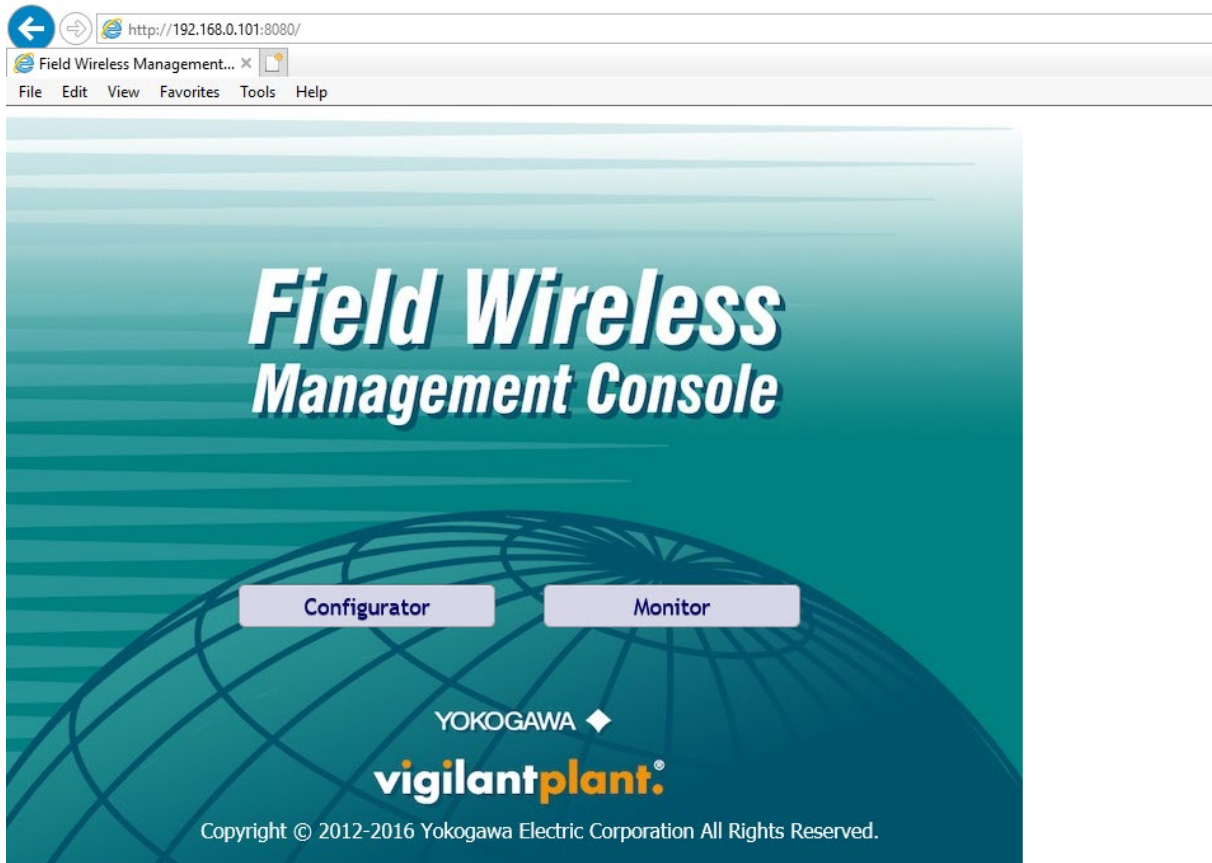 http://192.168.0.101:8080/
Field Wireless Management...
File Edit View Favorites Tools Help
Field Wireless
Management Console
Configurator Monitor
YOKOGAWA
vigilantplant.®
Copyright © 2012-2016 Yokogawa Electric Corporation All Rights Reserved.